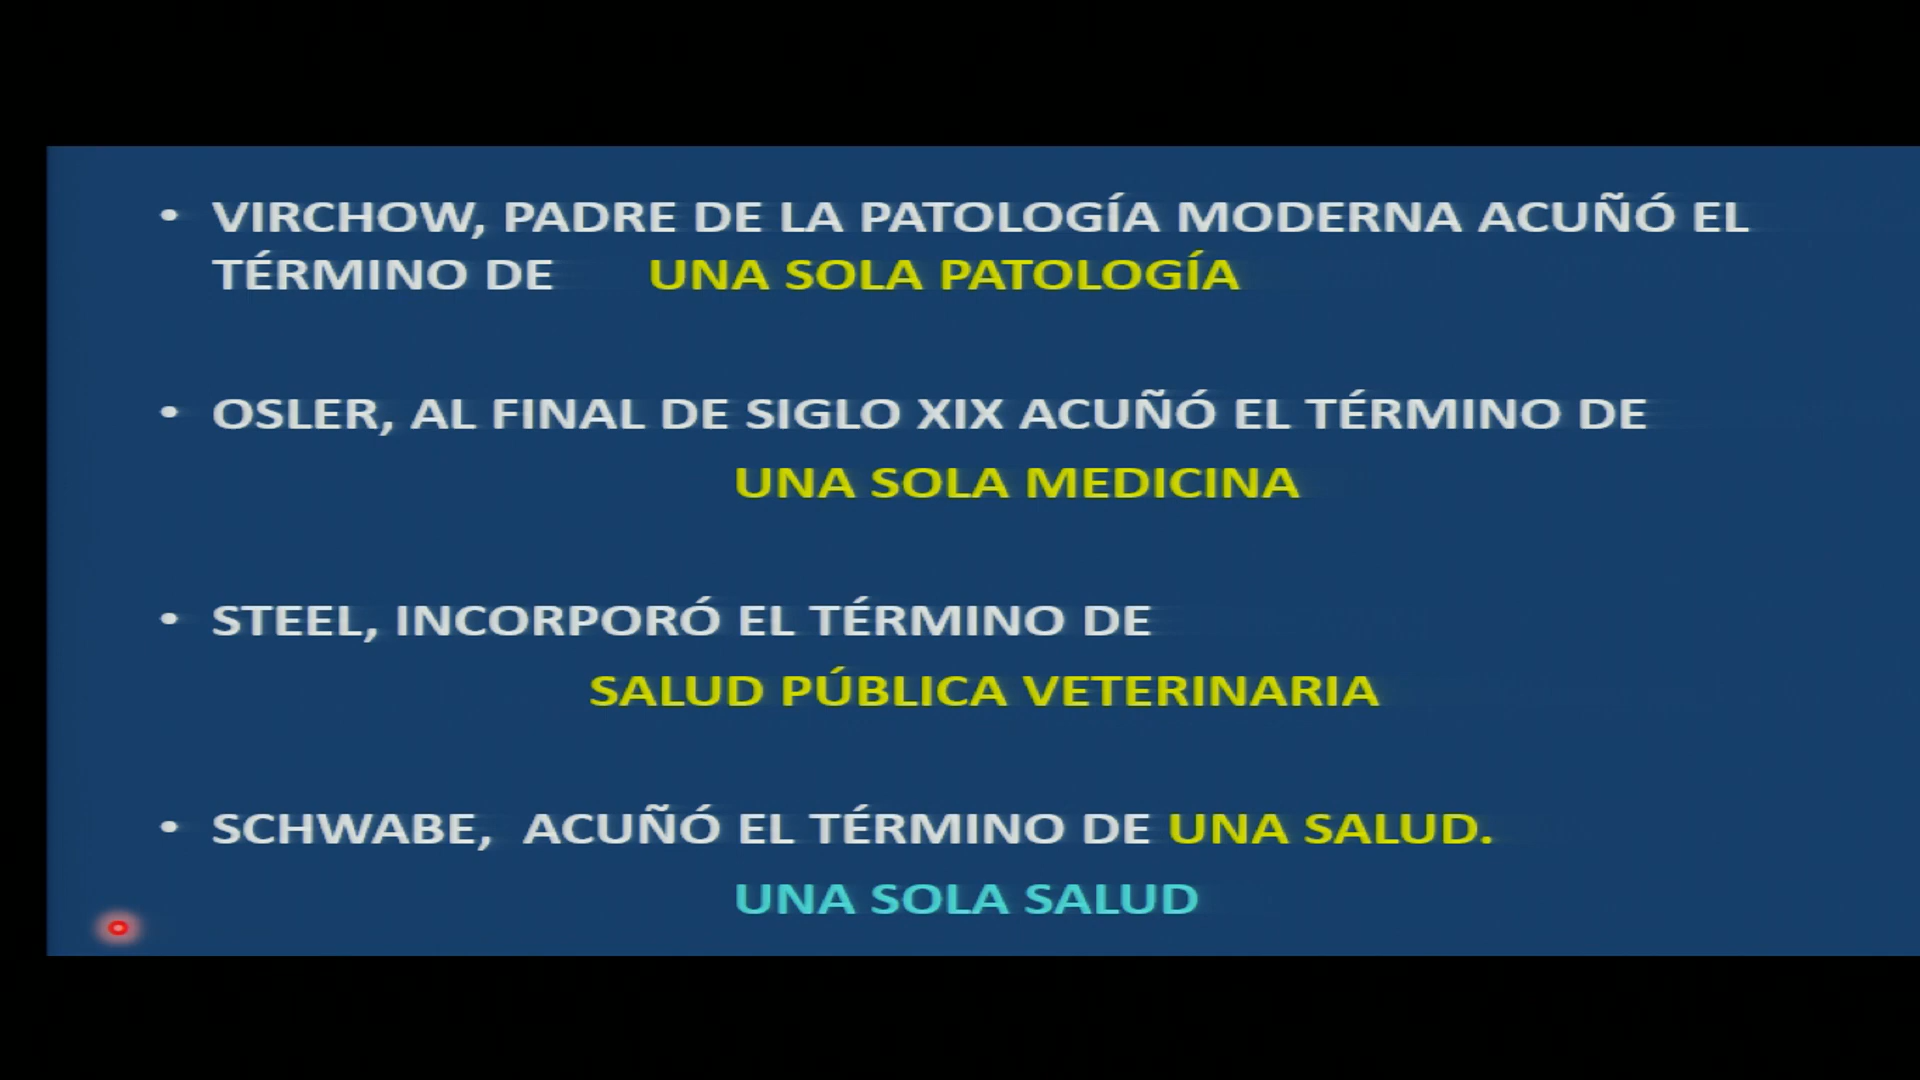 • VIRCHOW, PADRE DE LA PATOLOGÍA MODERNA ACUÑÓ EL
TÉRMINO DE UNA SOLA PATOLOGÍA
• OSLER, AL FINAL DE SIGLO XIX ACUÑÓ EL TÉRMINO DE
UNA SOLA MEDICINA
• STEEL, INCORPORÓ EL TÉRMINO DE
SALUD PÚBLICA VETERINARIA
• SCHWABE, ACUÑÓ EL TÉRMINO DE UNA SALUD.
UNA SOLA SALUD